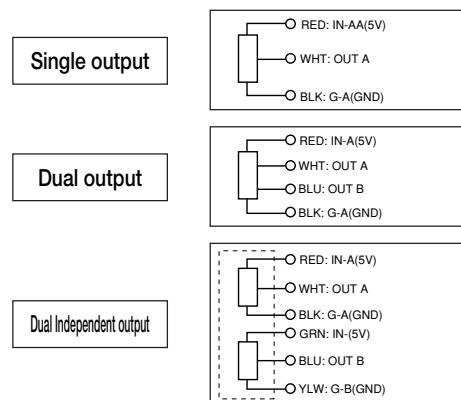 Single output
RED: IN-AA(5V)
WHT: OUT A
BLK: G-A(GND)
Dual output
RED: IN-A(5V)
WHT: OUT A
BLU: OUT B
BLK: G-A(GND)
Dual Independent output
RED: IN-A(5V)
WHT: OUT A
BLK: G-A(GND)
GRN: IN-(5V)
BLU: OUT B
YLW: G-B(GND)